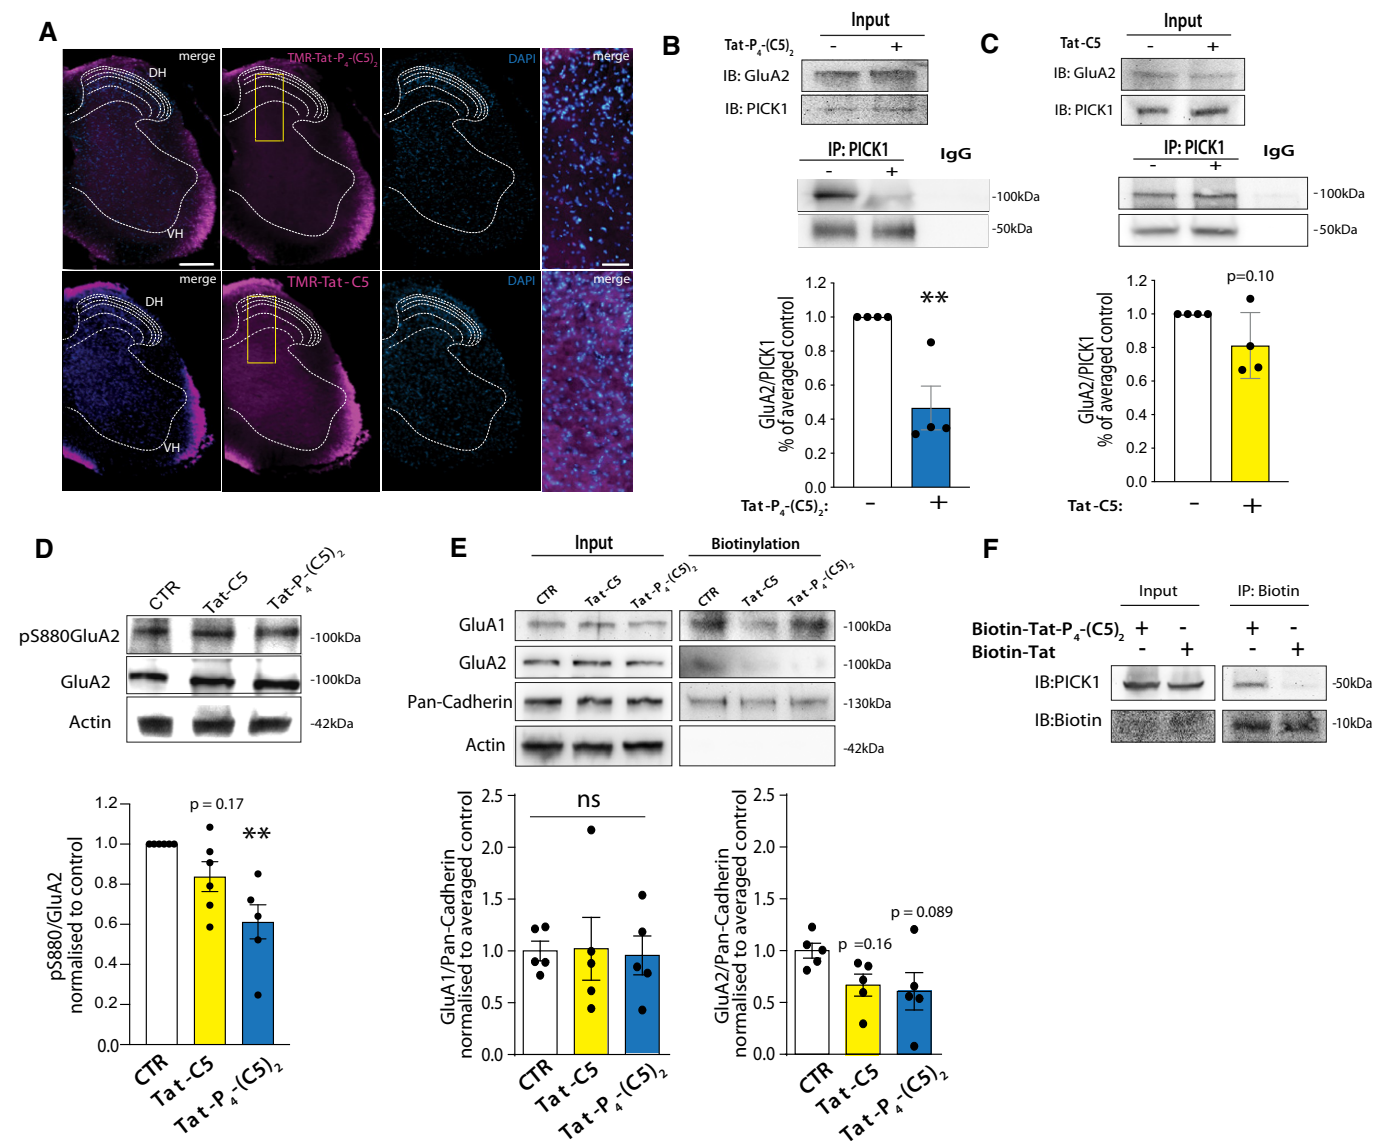 A
merge
TMR-Tat-P4-(C5)2
DAPI
merge
DH
VH
merge
TMR-Tat-C5
DAPI
merge
DH
VH
B
Input
Tat-P4-(C5)2
- +
IB: GluA2
IB: PICK1
IP: PICK1 IgG
- +
-100kDa
-50kDa
GluA2/PICK1
% of averaged control
1.2
1.0
0.8
0.6
0.4
0.2
0.0
**
Tat-P4-(C5)2: - +
C
Input
Tat-C5 - +
IB: GluA2
IB: PICK1
IP: PICK1 IgG
- +
-100kDa
-50kDa
GluA2/PICK1
% of averaged control
1.2
1.0
0.8
0.6
0.4
0.2
0.0
p=0.10
Tat-C5: - +
D
CTR Tat-C5 Tat-P4-(C5)2
pS880GluA2 -100kDa
GluA2 -100kDa
Actin -42kDa
pS880/GluA2
normalised to control
1.2
1.0
0.8
0.6
0.4
0.2
0.0
p = 0.17
**
CTR Tat-C5 Tat-P4-(C5)2
E
Input Biotinylation
CTR Tat-C5 Tat-P4-(C5)2 CTR Tat-C5 Tat-P4-(C5)2
GluA1 -100kDa
GluA2 -100kDa
Pan-Cadherin -130kDa
Actin -42kDa
GluA1/Pan-Cadherin
normalised to averaged control
2.5
2.0
1.5
1.0
0.5
0.0
ns
CTR Tat-C5 Tat-P4-(C5)2
GluA2/Pan-Cadherin
normalised to averaged control
2.5
2.0
1.5
1.0
0.5
0.0
p =0.16
p = 0.089
CTR Tat-C5 Tat-P4-(C5)2
F
Input IP: Biotin
Biotin-Tat-P4-(C5)2 + - + -
Biotin-Tat - + - +
IB:PICK1 -50kDa
IB:Biotin -10kDa